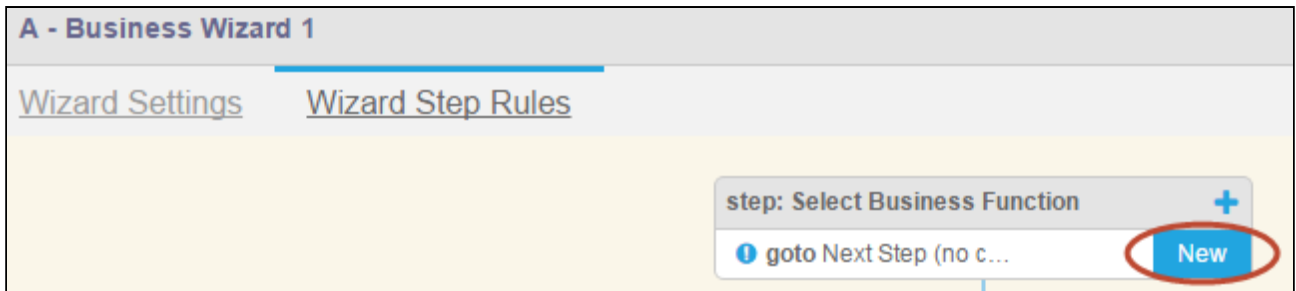 A - Business Wizard 1
Wizard Settings Wizard Step Rules
step: Select Business Function +
goto Next Step (no c... New